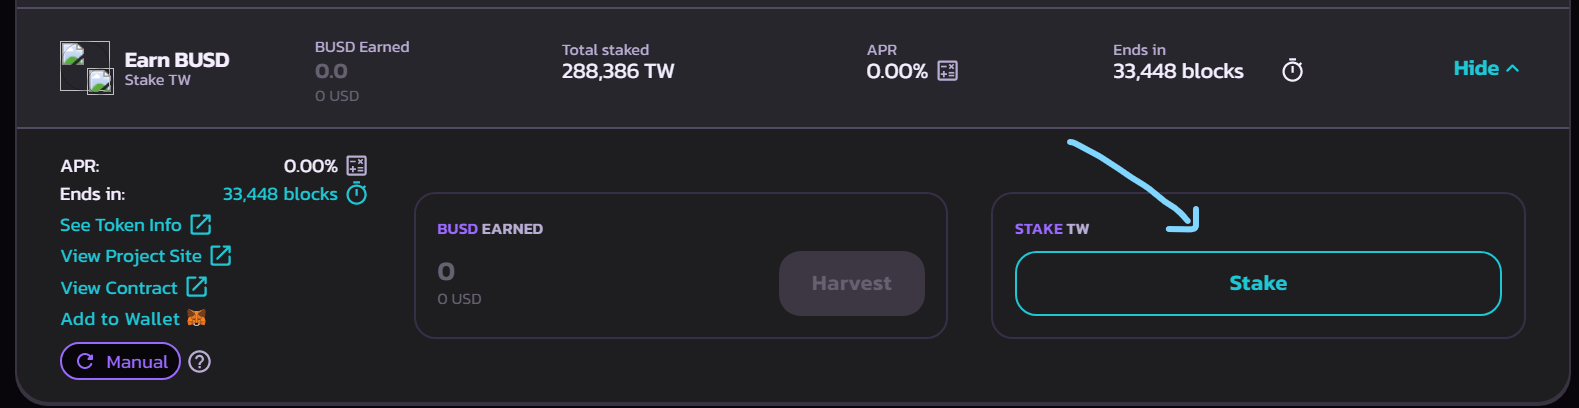 Earn BUSD
Stake TW
BUSD Earned
0.0
0 USD
Total staked
288,386 TW
APR
0.00%
Ends in
33,448 blocks
Hide
APR: 0.00%
Ends in: 33,448 blocks
See Token Info
View Project Site
View Contract
Add to Wallet
Manual
BUSD EARNED
0
0 USD
Harvest
STAKE TW
Stake